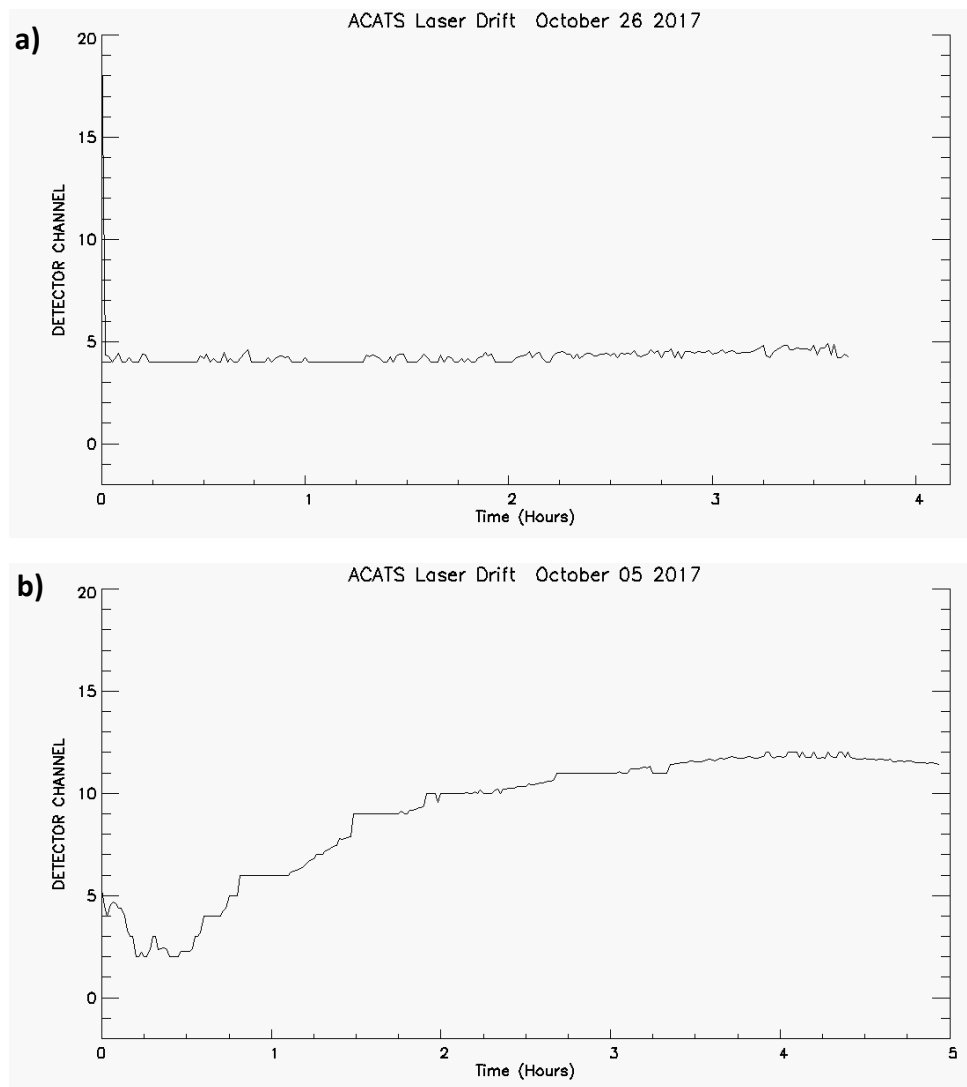 a)
ACATS Laser Drift October 26 2017
20
15
10
5
0
DETECTOR CHANNEL
0 1 2 3 4
Time (Hours)
b)
ACATS Laser Drift October 05 2017
20
15
10
5
0
DETECTOR CHANNEL
0 1 2 3 4 5
Time (Hours)